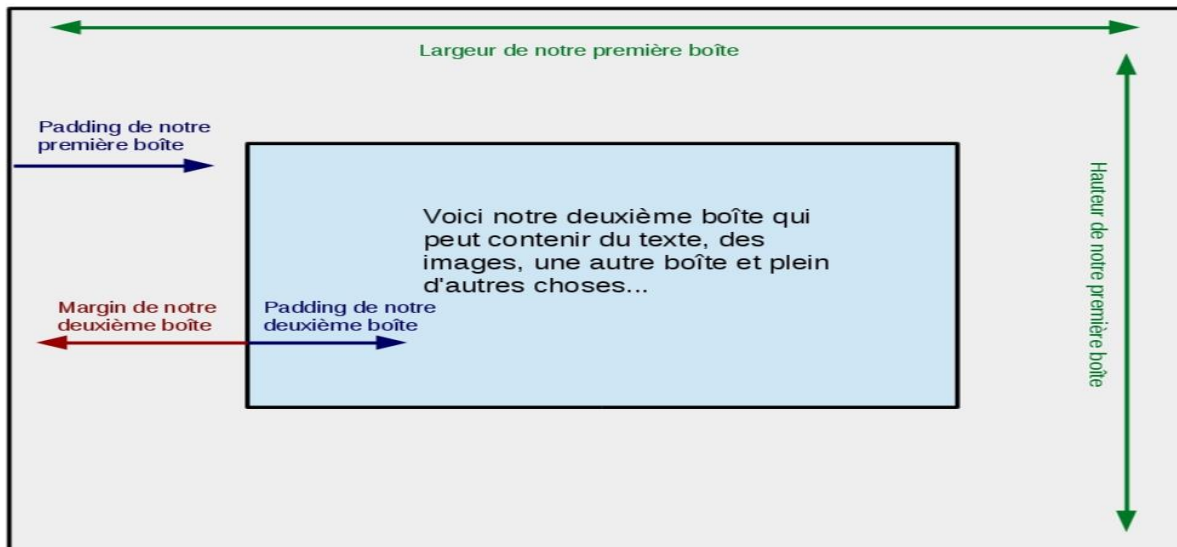 Largeur de notre première boîte
Padding de notre
première boîte
Voici notre deuxième boîte qui
peut contenir du texte, des
images, une autre boîte et plein
d'autres choses...
Margin de notre
deuxième boîte
Padding de notre
deuxième boîte
Hauteur de notre première boîte